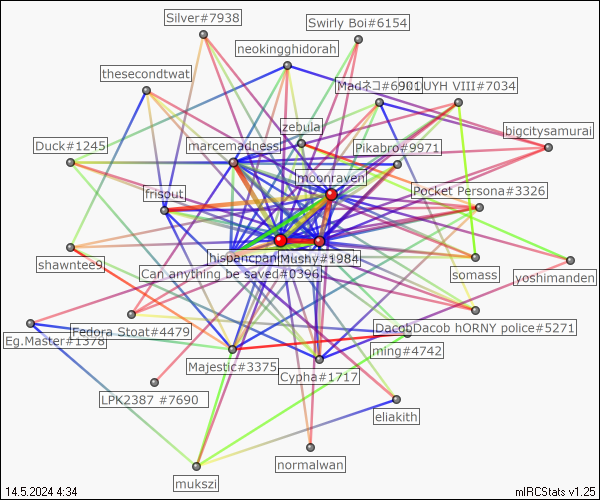 Silver#7938
Swirly Boi#6154
neokingghidorah
thesecondtwat
Madネコ#6901
UYH VIII#7034
zebula
bigcitysamurai
Duck#1245
marcemadness
Pikabro#9971
moonraven
frisout
Pocket Persona#3326
shawntee9
hispancpani
Mushy#1984
somass
Can anything be saved#0396
yoshimanden
Fedora Stoat#4479
DacobDacob hORNY police#5271
Eg.Master#1378
Majestic#3375
ming#4742
Cypha#1717
LPK2387 #7690
eliakith
normalwan
mukszi
14.5.2024 4:34
mIRCStats v1.25